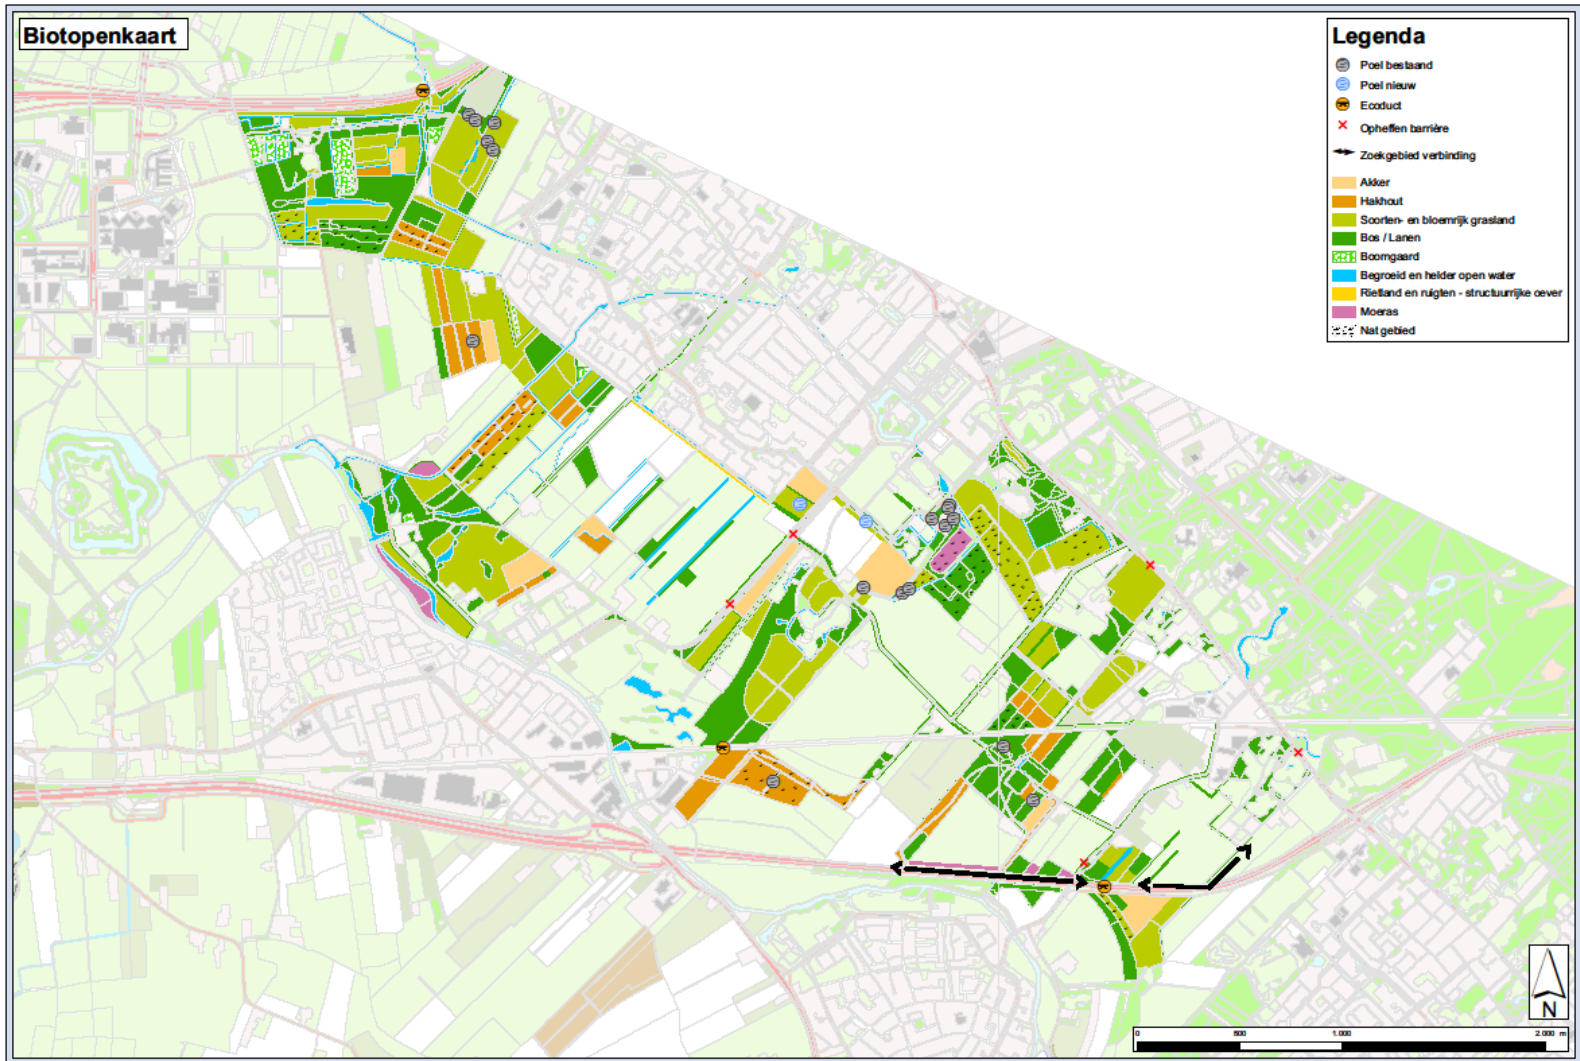 Biotopenkaart
Legenda
Poel bestaand
Poel nieuw
Ecoduct
Opheffen barrière
Zoekgebied verbinding
Akker
Hakhout
Soorten- en bloemrijk grasland
Bos / Lanen
Boomgaard
Begroeid en helder open water
Rietland en ruigten - structuurrijke oever
Moeras
Nat gebied
N
0 500 1.000 2.000 m